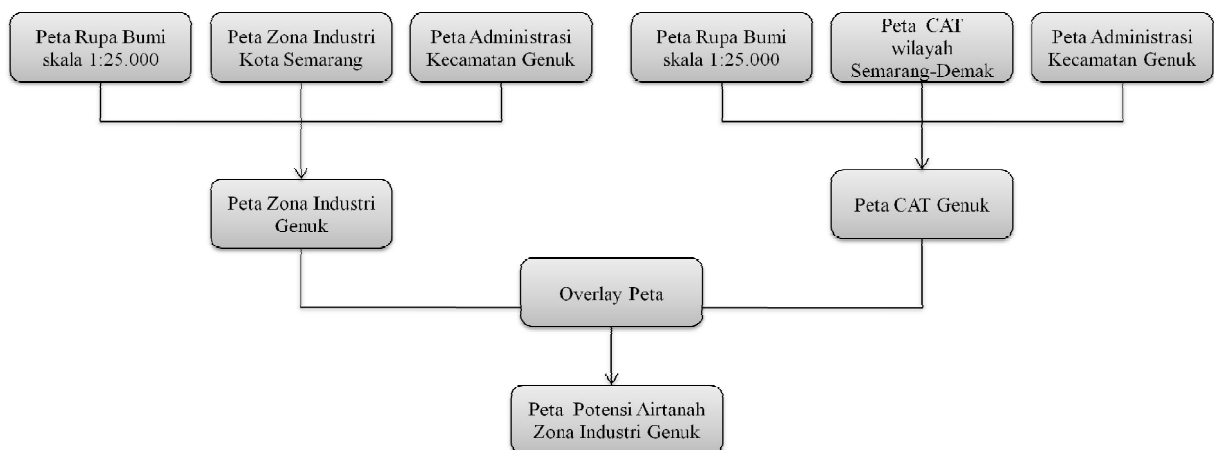 Peta Rupa Bumi
skala 1:25.000
Peta Zona Industri
Kota Semarang
Peta Administrasi
Kecamatan Genuk
Peta Rupa Bumi
skala 1:25.000
Peta CAT
wilayah
Semarang-Demak
Peta Administrasi
Kecamatan Genuk
Peta Zona Industri
Genuk
Peta CAT Genuk
Overlay Peta
Peta Potensi Airtanah
Zona Industri Genuk